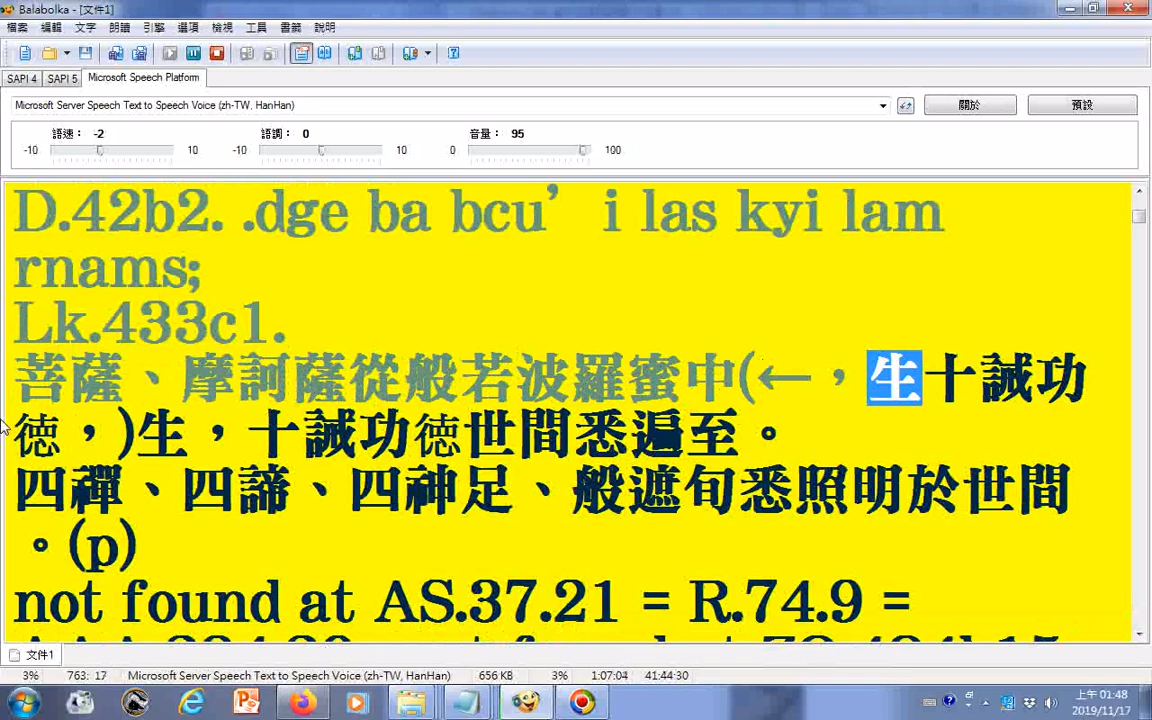 Balabolka - [文件1]
檔案 編輯 文字 朗讀 引擎 選項 檢視 工具 書籤 說明
SAPI 4 SAPI 5 Microsoft Speech Platform
Microsoft Server Speech Text to Speech Voice (zh-TW, HanHan) 關於 預設
語速： -2 語調： 0 音量： 95
-10 10 -10 10 0 100
D.42b2. .dge ba bcu’i las kyi lam
rnams;
Lk.433c1.
菩薩、摩訶薩從般若波羅蜜中(←，生十誡功
徳，)生，十誡功徳世間悉遍至。
四禪、四諦、四神足、般遮旬悉照明於世間
。(p)
not found at AS.37.21 = R.74.9 =
文件1
3% 763: 17 Microsoft Server Speech Text to Speech Voice (zh-TW, HanHan) 656 KB 3% 1:07:04 41:44:30
上午 01:48
2019/11/17